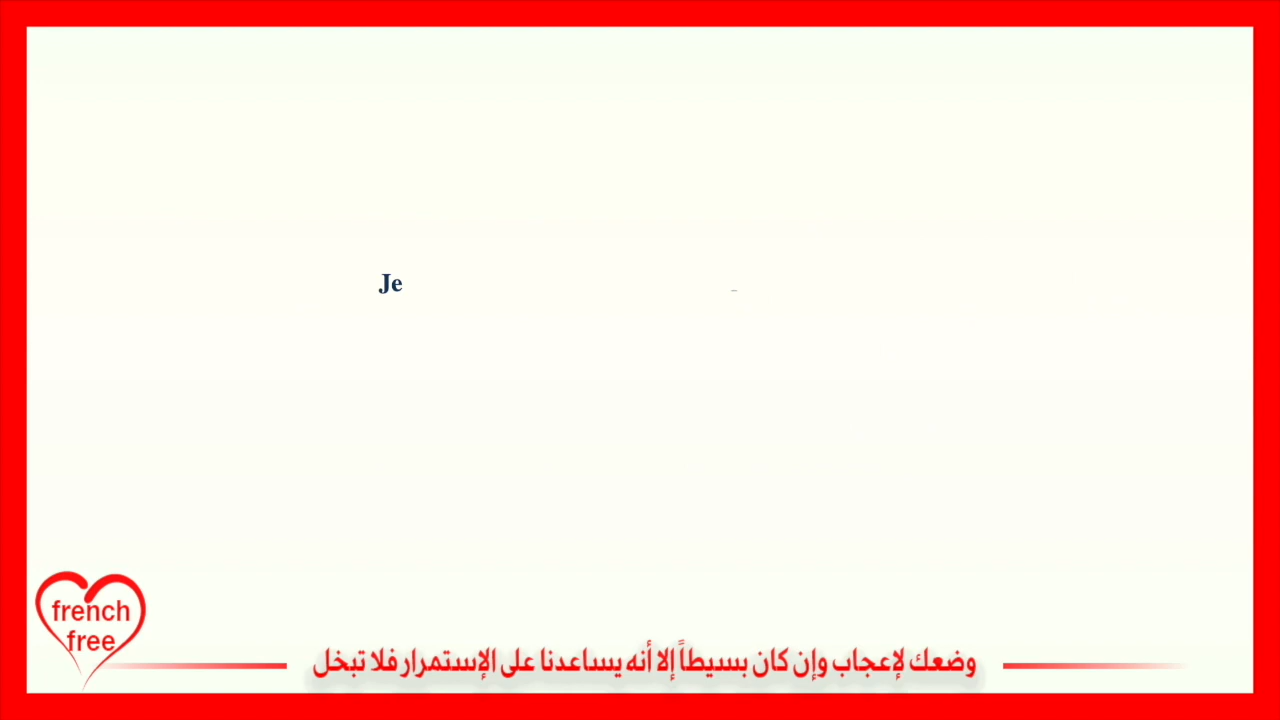 Je
french
free
وضعك لإعجاب وإن كان بسيطاً إلا أنه يساعدنا على الإستمرار فلا تبخل